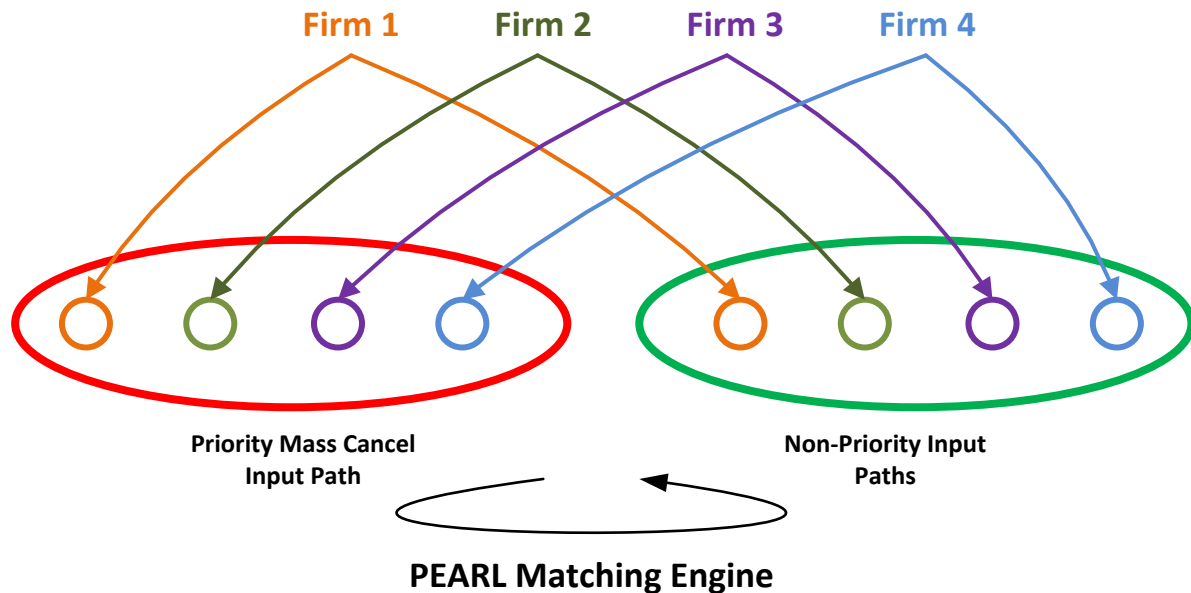 Firm 1
Firm 2
Firm 3
Firm 4
Priority Mass Cancel
Input Path
Non-Priority Input
Paths
PEARL Matching Engine